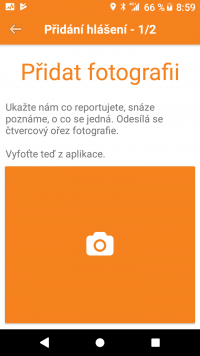 66 % 8:59
Přidání hlášení - 1/2
Přidat fotografii
Ukažte nám co reportujete, snáze
poznáme, o co se jedná. Odesílá se
čtvercový ořez fotografie.
Vyfoťte teď z aplikace.